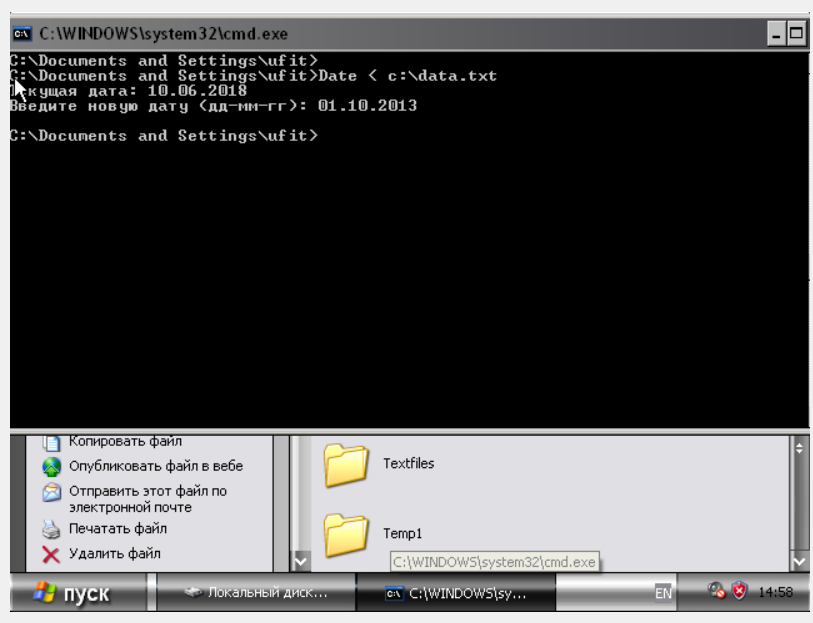 C:\WINDOWS\system32\cmd.exe
C:\Documents and Settings\ufit>
C:\Documents and Settings\ufit>Date < c:\data.txt
Текущая дата: 10.06.2018
Введите новую дату (дд-мм-гг): 01.10.2013
C:\Documents and Settings\ufit>
Копировать файл
Опубликовать файл в вебе
Отправить этот файл по
электронной почте
Печатать файл
Удалить файл
Textfiles
Temp1
C:\WINDOWS\system32\cmd.exe
пуск
Локальный диск...
C:\WINDOWS\sy...
EN
14:58